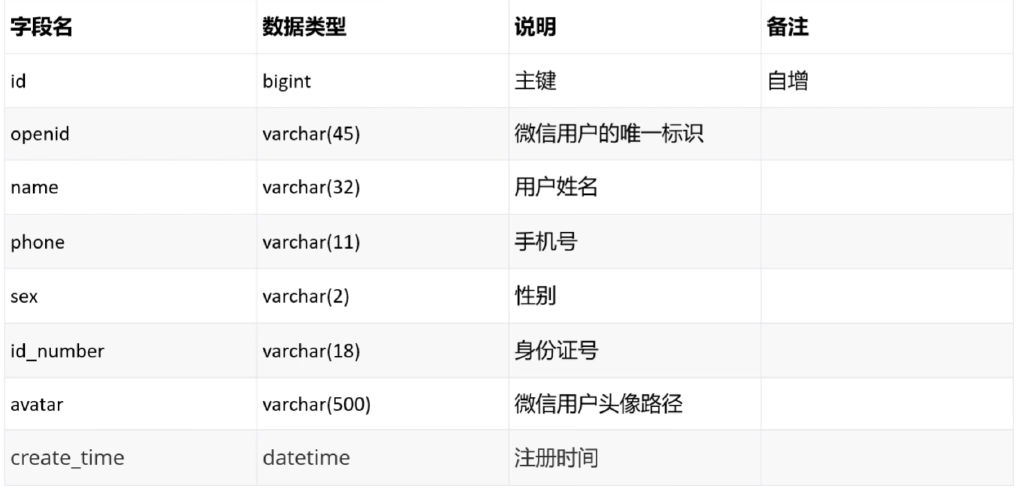 字段名 数据类型 说明 备注
id bigint 主键 自增
openid varchar(45) 微信用户的唯一标识
name varchar(32) 用户姓名
phone varchar(11) 手机号
sex varchar(2) 性别
id_number varchar(18) 身份证号
avatar varchar(500) 微信用户头像路径
create_time datetime 注册时间